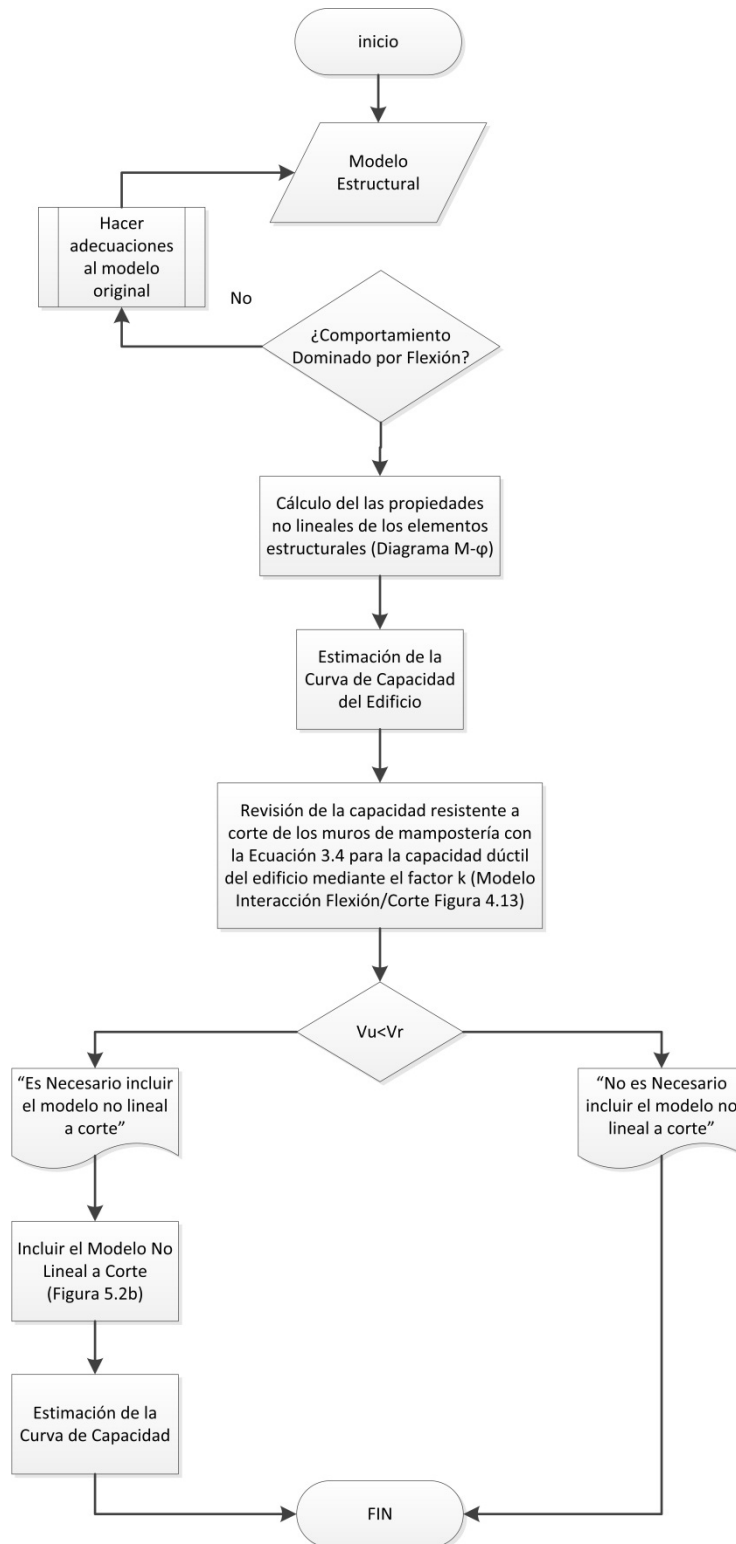 inicio
Modelo
Estructural
Hacer
adecuaciones
al modelo
original
No
¿Comportamiento
Dominado por Flexión?
Cálculo del las propiedades
no lineales de los elementos
estructurales (Diagrama M-φ)
Estimación de la
Curva de Capacidad
del Edificio
Revisión de la capacidad resistente a
corte de los muros de mampostería con
la Ecuación 3.4 para la capacidad dúctil
del edificio mediante el factor k (Modelo
Interacción Flexión/Corte Figura 4.13)
Vu<Vr
“Es Necesario incluir
el modelo no lineal
a corte”
“No es Necesario
incluir el modelo no
lineal a corte”
Incluir el Modelo No
Lineal a Corte
(Figura 5.2b)
Estimación de la
Curva de Capacidad
FIN